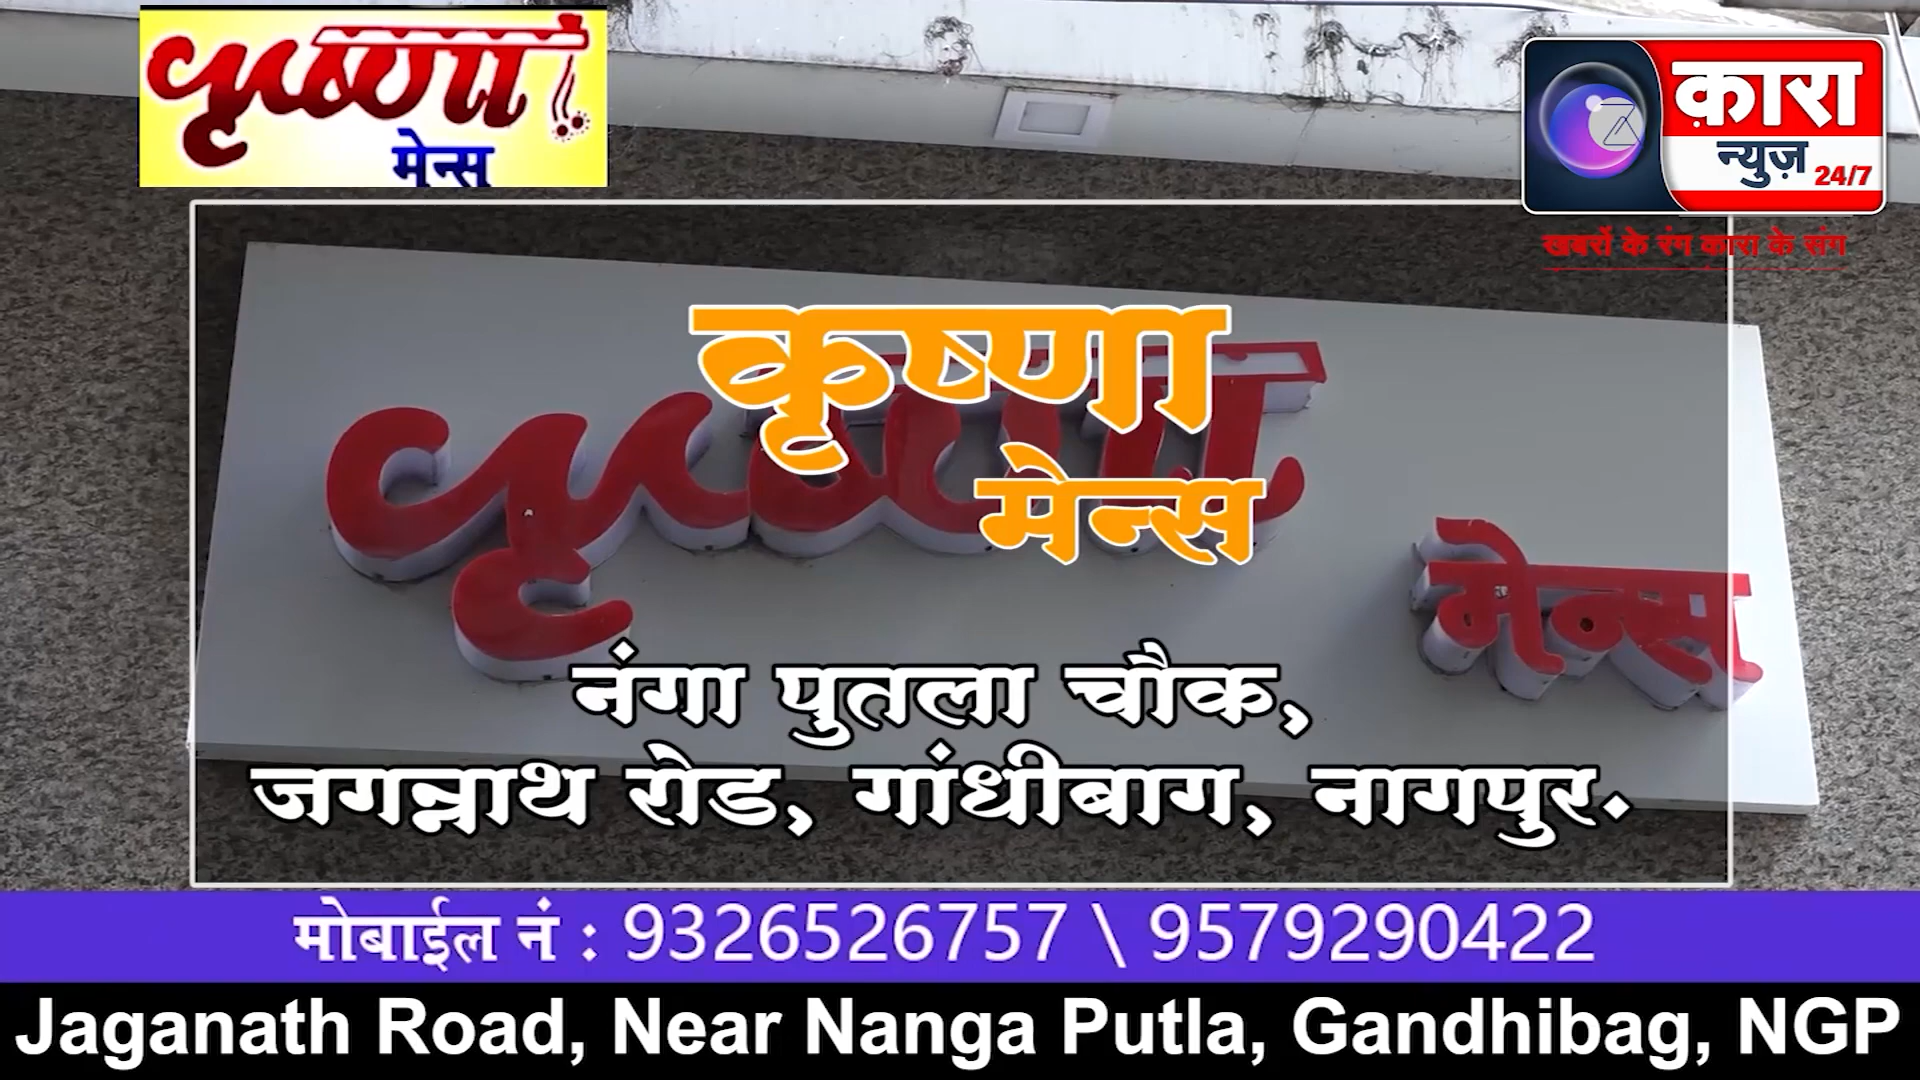 कृष्णा
मेन्स
क़ारा
न्युज़ 24/7
खबरों के रंग कारा के संग
कृष्णा
मेन्स
कृष्णा
मेन्स
नंगा पुतला चौक,
जगन्नाथ रोड, गांधीबाग, नागपुर.
मोबाईल नं : 9326526757 \ 9579290422
Jaganath Road, Near Nanga Putla, Gandhibag, NGP